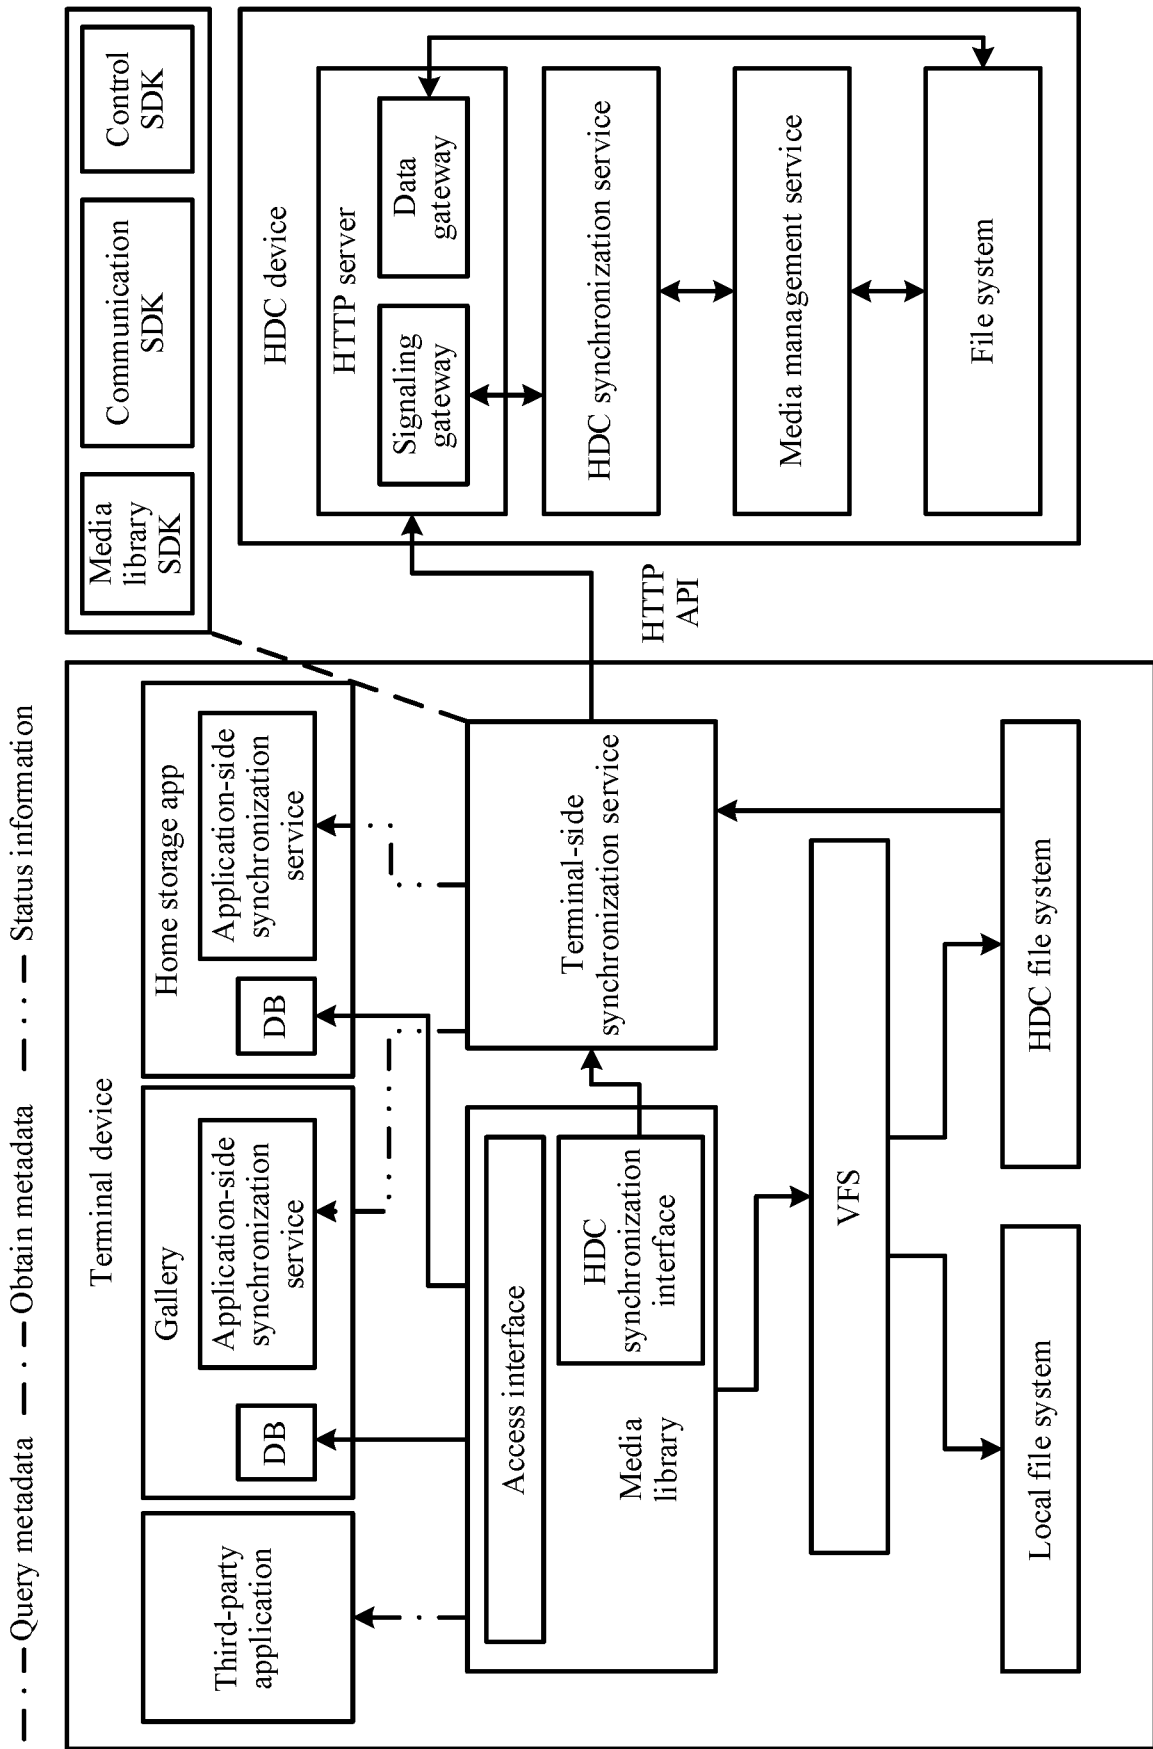 Query metadata
Obtain metadata
Status information
Terminal device
Third-party
application
Gallery
DB
Application-side
synchronization
service
Home storage app
DB
Application-side
synchronization
service
Access interface
Media
library
HDC
synchronization
interface
Terminal-side
synchronization service
VFS
Local file system
HDC file system
Media
library
SDK
Communication
SDK
Control
SDK
HTTP
API
HDC device
HTTP server
Signaling
gateway
Data
gateway
HDC synchronization service
Media management service
File system